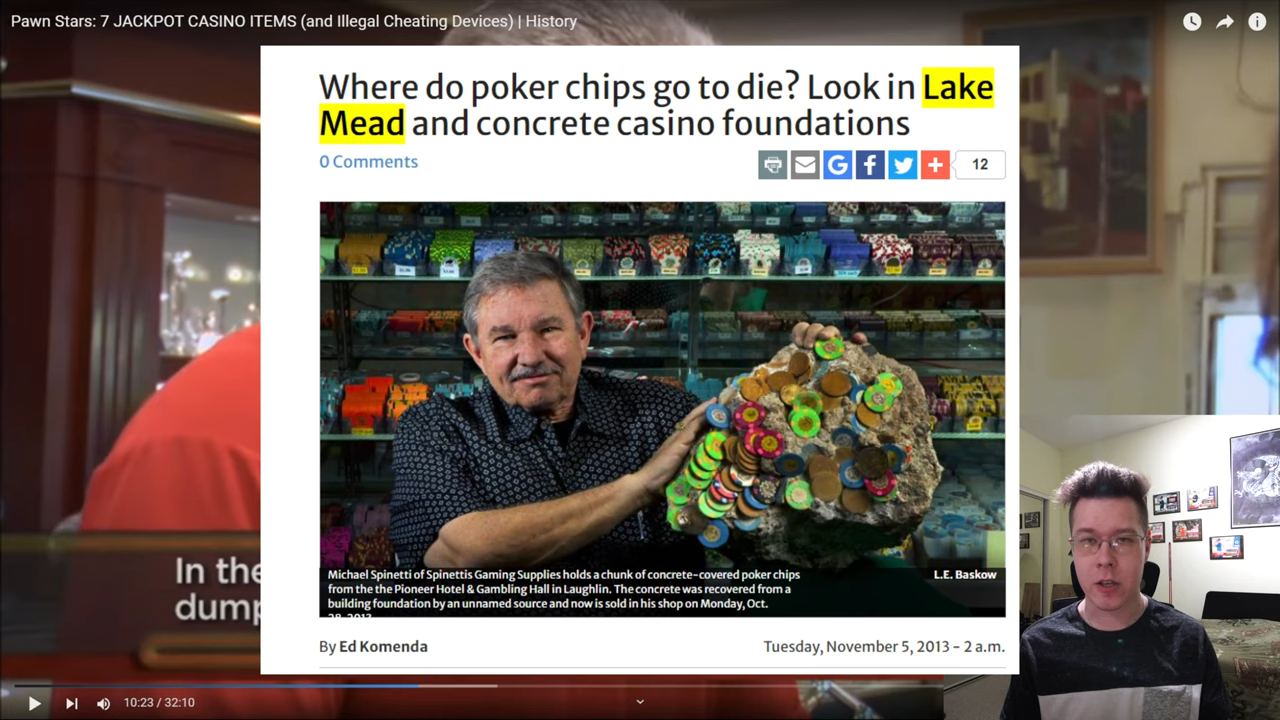 Pawn Stars: 7 JACKPOT CASINO ITEMS (and Illegal Cheating Devices) | History
Where do poker chips go to die? Look in Lake
Mead and concrete casino foundations
0 Comments
12
Michael Spinetti of Spinettis Gaming Supplies holds a chunk of concrete-covered poker chips
from the the Pioneer Hotel & Gambling Hall in Laughlin. The concrete was recovered from a
building foundation by an unnamed source and now is sold in his shop on Monday, Oct.
28, 2013
L.E. Baskow
In the
dump
By Ed Komenda
Tuesday, November 5, 2013 – 2 a.m.
10:23 / 32:10